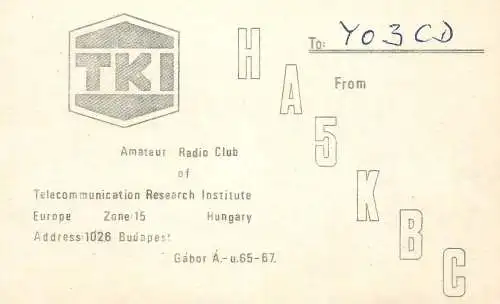 TKI
To: YO3CD
From
HA5KBC
Amateur Radio Club
of
Telecommunication Research Institute
Europe Zone:15 Hungary
Address:1026 Budapest
Gábor Á.-u.65-67.